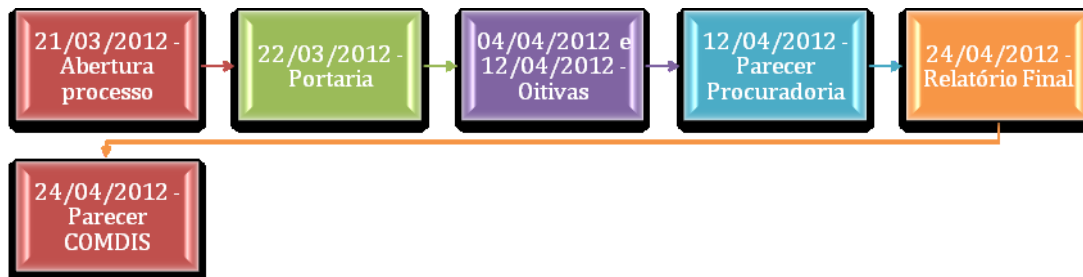 21/03/2012 -
Abertura
processo
22/03/2012 -
Portaria
04/04/2012 e
12/04/2012 -
Oitivas
12/04/2012 -
Parecer
Procuradoria
24/04/2012 -
Relatório Final
24/04/2012 -
Parecer
COMDIS